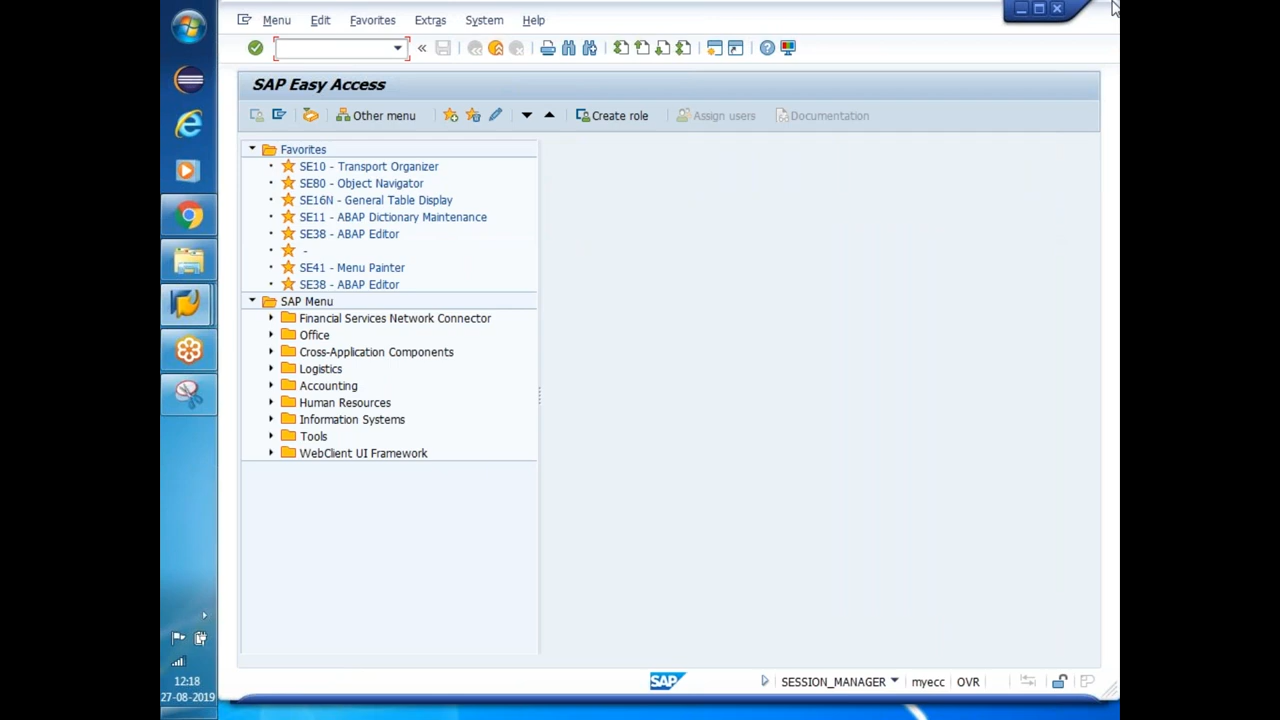 Menu Edit Favorites Extras System Help
SAP Easy Access
Other menu Create role Assign users Documentation
Favorites
SE10 - Transport Organizer
SE80 - Object Navigator
SE16N - General Table Display
SE11 - ABAP Dictionary Maintenance
SE38 - ABAP Editor
-
SE41 - Menu Painter
SE38 - ABAP Editor
SAP Menu
Financial Services Network Connector
Office
Cross-Application Components
Logistics
Accounting
Human Resources
Information Systems
Tools
WebClient UI Framework
SAP SESSION_MANAGER myecc OVR
12:18
27-08-2019